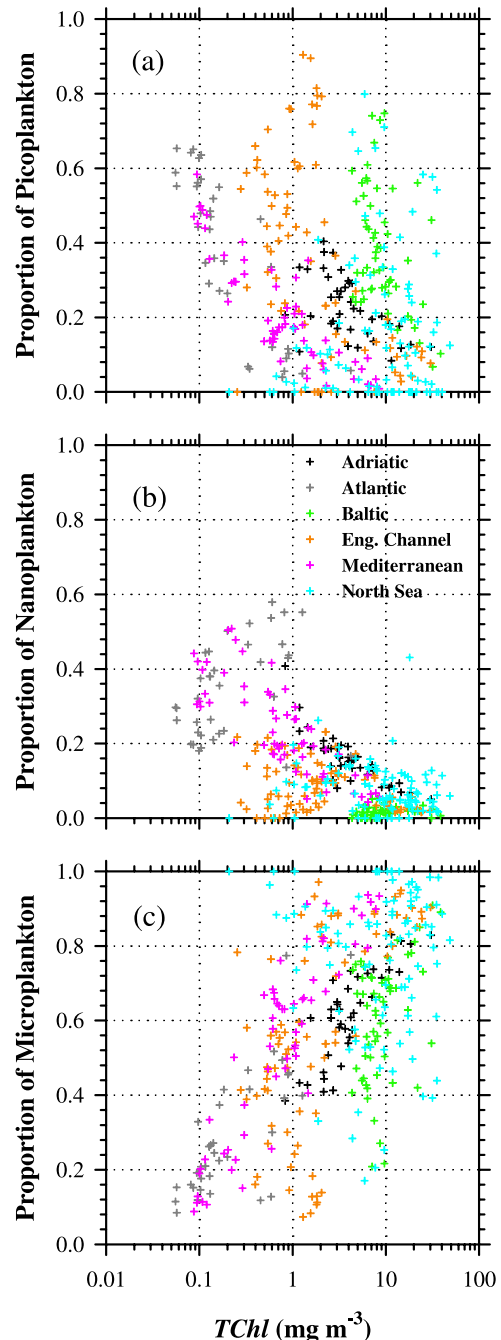 (a)
Proportion of Picoplankton
1.0
0.8
0.6
0.4
0.2
0.0
(b)
Proportion of Nanoplankton
1.0
0.8
0.6
0.4
0.2
0.0
Adriatic
Atlantic
Baltic
Eng. Channel
Mediterranean
North Sea
(c)
Proportion of Microplankton
1.0
0.8
0.6
0.4
0.2
0.0
0.01 0.1 1 10 100
TChl (mg m-3)